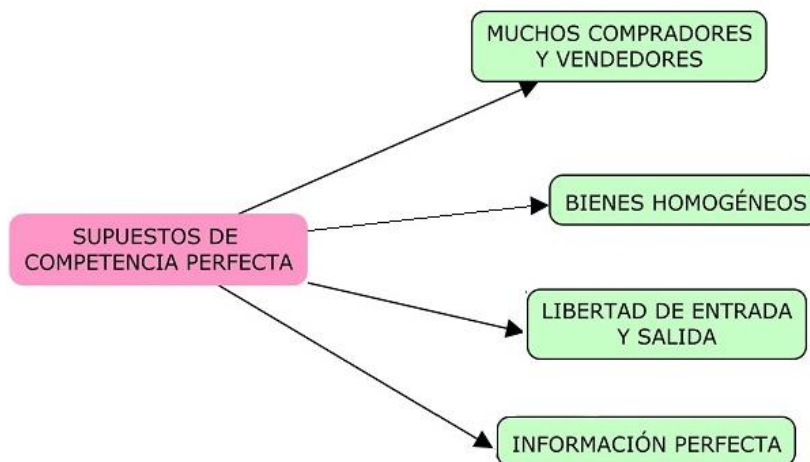 MUCHOS COMPRADORES
Y VENDEDORES
BIENES HOMOGÉNEOS
SUPUESTOS DE
COMPETENCIA PERFECTA
LIBERTAD DE ENTRADA
Y SALIDA
INFORMACIÓN PERFECTA